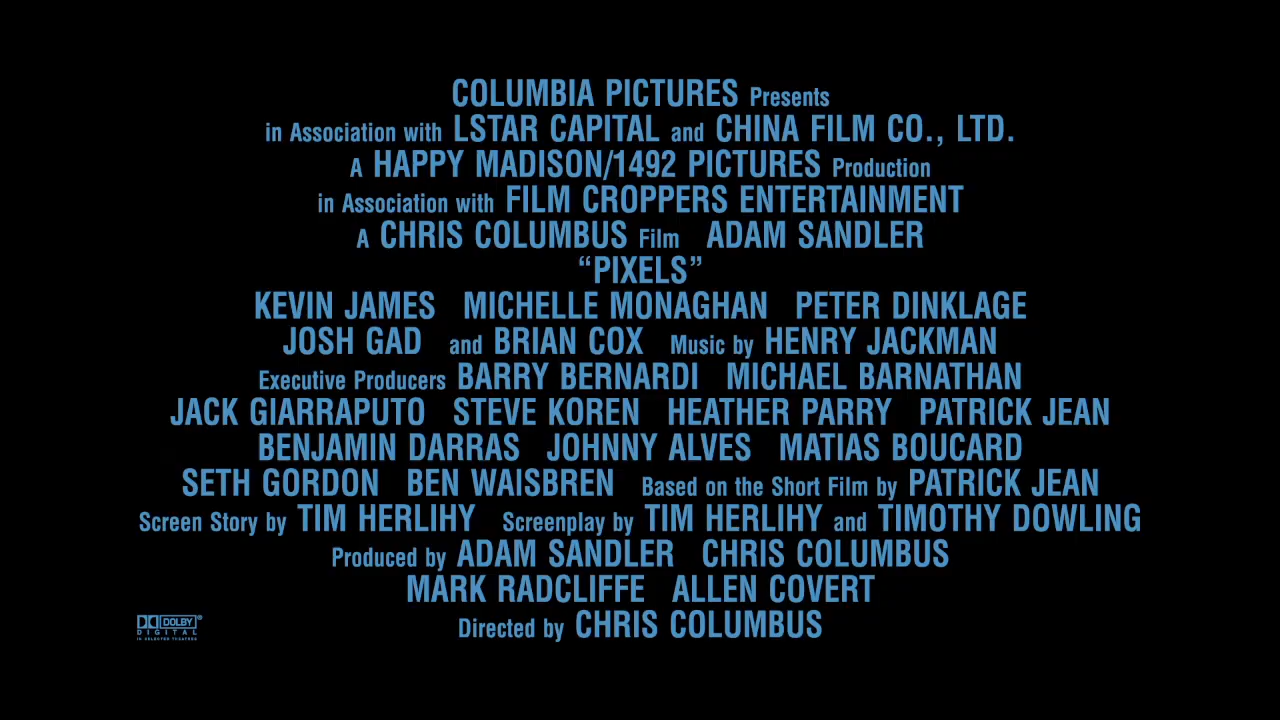 COLUMBIA PICTURES Presents
in Association with LSTAR CAPITAL and CHINA FILM CO., LTD.
A HAPPY MADISON/1492 PICTURES Production
in Association with FILM CROPPERS ENTERTAINMENT
A CHRIS COLUMBUS Film ADAM SANDLER
“PIXELS”
KEVIN JAMES MICHELLE MONAGHAN PETER DINKLAGE
JOSH GAD and BRIAN COX Music by HENRY JACKMAN
Executive Producers BARRY BERNARDI MICHAEL BARNATHAN
JACK GIARRAPUTO STEVE KOREN HEATHER PARRY PATRICK JEAN
BENJAMIN DARRAS JOHNNY ALVES MATIAS BOUCARD
SETH GORDON BEN WAISBREN Based on the Short Film by PATRICK JEAN
Screen Story by TIM HERLIHY Screenplay by TIM HERLIHY and TIMOTHY DOWLING
Produced by ADAM SANDLER CHRIS COLUMBUS
MARK RADCLIFFE ALLEN COVERT
Directed by CHRIS COLUMBUS
DOLBY®
DIGITAL
IN SELECTED THEATRES